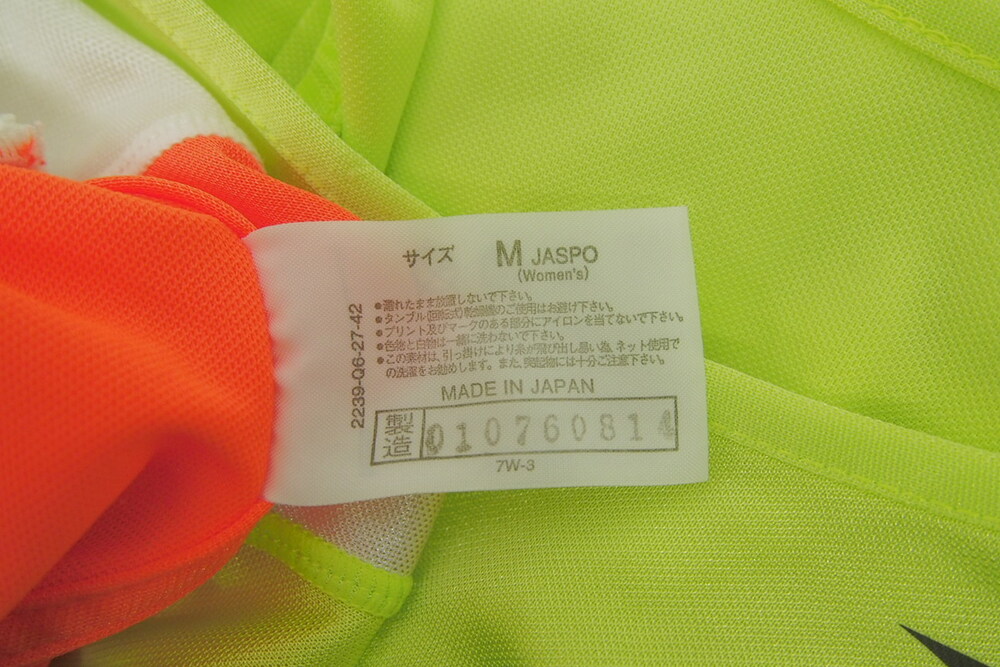 サイズ M JASPO
(Women's)
●濡れたまま放置しないで下さい。
●タンブル(回転式)乾燥機のご使用はお避け下さい。
●プリント及びマークのある部分にアイロンを当てないで下さい。
●色物と白物は一緒に洗わないで下さい。
●この素材は、引っ掛けにより糸が飛び出し易い為、ネット使用で
の洗濯をお勧めします。また、突起物には十分ご注意下さい。
MADE IN JAPAN
製造 010760814
7W-3
2239-Q6-27-42